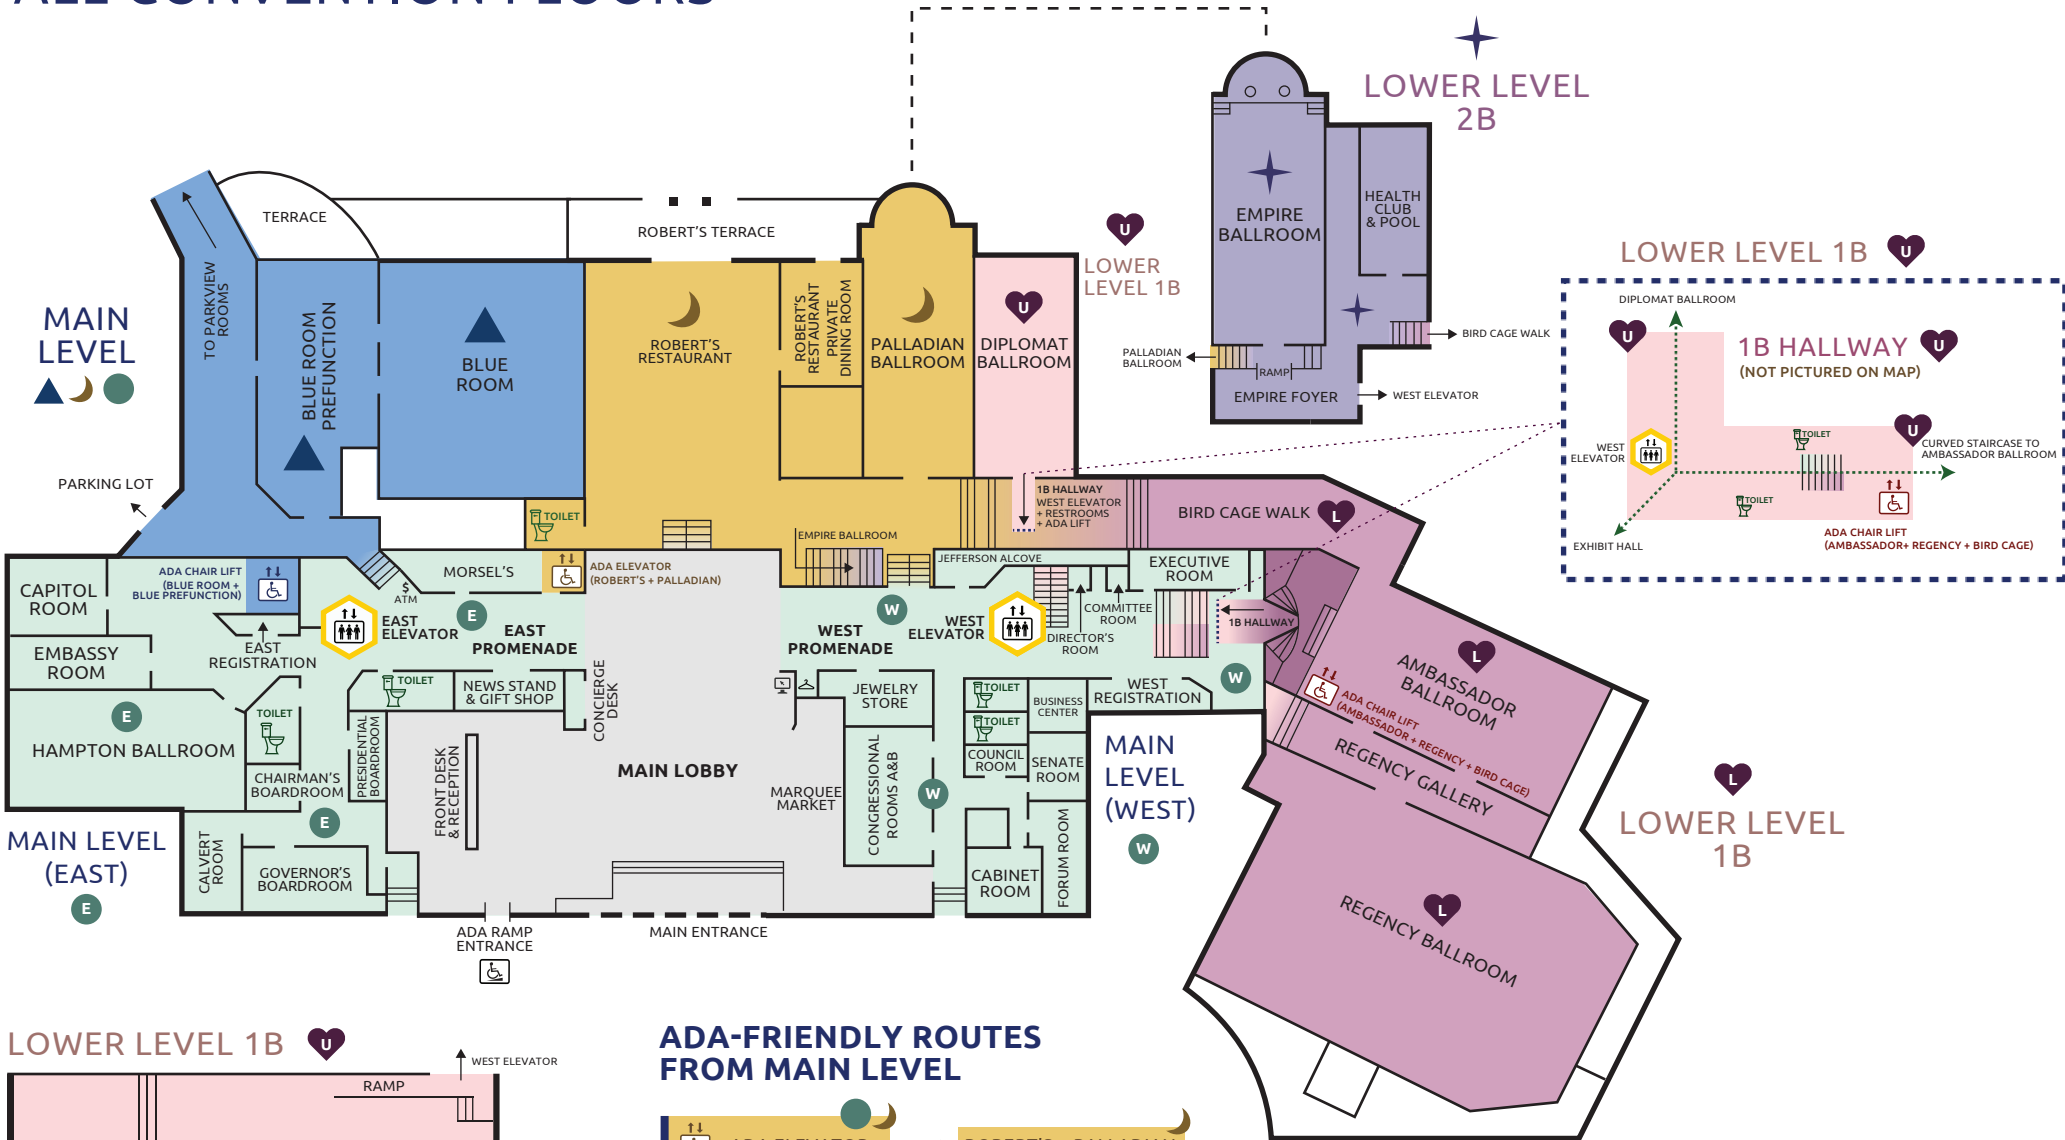 ALL CONVENTION FLOORS
LOWER LEVEL
2B
EMPIRE
BALLROOM
HEALTH
CLUB
& POOL
BIRD CAGE WALK
PALLADIAN
BALLROOM
RAMP
EMPIRE FOYER
WEST ELEVATOR
LOWER LEVEL 1B
U
DIPLOMAT BALLROOM
U
1B HALLWAY
U
(NOT PICTURED ON MAP)
WEST
ELEVATOR
TOILET
U
CURVED STAIRCASE TO
AMBASSADOR BALLROOM
TOILET
EXHIBIT HALL
ADA CHAIR LIFT
(AMBASSADOR+ REGENCY + BIRD CAGE)
MAIN
LEVEL
TERRACE
ROBERT'S TERRACE
U
LOWER
LEVEL 1B
TO PARKVIEW
ROOMS
BLUE ROOM
PREFUNCTION
BLUE
ROOM
ROBERT'S
RESTAURANT
ROBERT'S
RESTAURANT
PRIVATE
DINING ROOM
PALLADIAN
BALLROOM
U
DIPLOMAT
BALLROOM
PARKING LOT
TOILET
EMPIRE BALLROOM
1B HALLWAY
WEST ELEVATOR
+ RESTROOMS
+ ADA LIFT
BIRD CAGE WALK
L
CAPITOL
ROOM
ADA CHAIR LIFT
(BLUE ROOM +
BLUE PREFUNCTION)
$
ATM
MORSEL'S
ADA ELEVATOR
(ROBERT'S + PALLADIAN)
JEFFERSON ALCOVE
EXECUTIVE
ROOM
EMBASSY
ROOM
EAST
REGISTRATION
EAST
ELEVATOR
E
EAST
PROMENADE
W
WEST
PROMENADE
WEST
ELEVATOR
DIRECTOR'S
ROOM
COMMITTEE
ROOM
1B HALLWAY
E
HAMPTON BALLROOM
TOILET
TOILET
NEWS STAND
& GIFT SHOP
CONCIERGE
DESK
JEWELRY
STORE
TOILET
TOILET
BUSINESS
CENTER
WEST
REGISTRATION
W
L
AMBASSADOR
BALLROOM
ADA CHAIR LIFT
(AMBASSADOR + REGENCY + BIRD CAGE)
REGENCY GALLERY
CHAIRMAN'S
BOARDROOM
PRESIDENTIAL
BOARDROOM
FRONT DESK
& RECEPTION
MAIN LOBBY
MARQUEE
MARKET
CONGRESSIONAL
ROOMS A&B
W
COUNCIL
ROOM
SENATE
ROOM
MAIN
LEVEL
(WEST)
W
L
LOWER LEVEL
1B
MAIN LEVEL
(EAST)
E
E
CALVERT
ROOM
GOVERNOR'S
BOARDROOM
CABINET
ROOM
FORUM ROOM
L
REGENCY BALLROOM
ADA RAMP
ENTRANCE
MAIN ENTRANCE
LOWER LEVEL 1B
U
WEST ELEVATOR
RAMP
ADA-FRIENDLY ROUTES
FROM MAIN LEVEL
ADA ELEVATOR
ROBERT'S + PALLADIAN